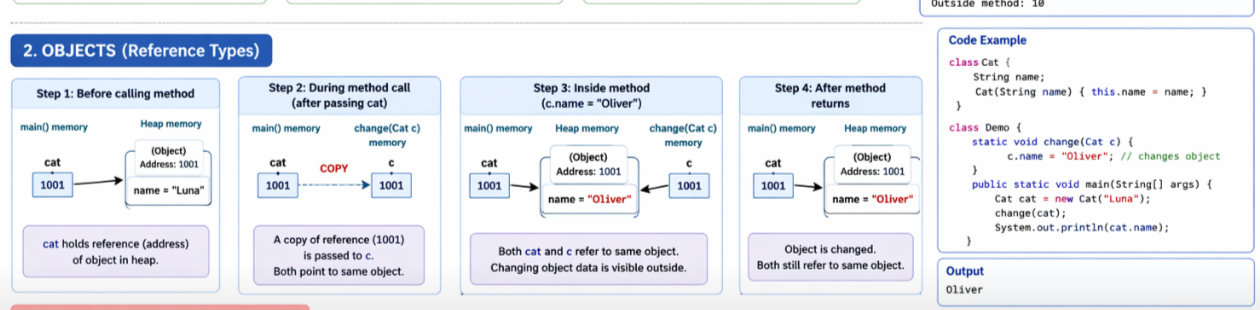 Outside method: 10
2. OBJECTS (Reference Types)
Step 1: Before calling method
main() memory
Heap memory
cat
1001
(Object)
Address: 1001
name = "Luna"
cat holds reference (address)
of object in heap.
Step 2: During method call
(after passing cat)
main() memory
change(Cat c)
memory
cat
COPY
c
1001
1001
A copy of reference (1001)
is passed to c.
Both point to same object.
Step 3: Inside method
(c.name = "Oliver")
main() memory
Heap memory
change(Cat c)
memory
cat
1001
(Object)
Address: 1001
name = "Oliver"
c
1001
Both cat and c refer to same object.
Changing object data is visible outside.
Step 4: After method
returns
main() memory
Heap memory
cat
1001
(Object)
Address: 1001
name = "Oliver"
Object is changed.
Both still refer to same object.
Code Example
class Cat {
String name;
Cat(String name) { this.name = name; }
}
class Demo {
static void change(Cat c) {
c.name = "Oliver"; // changes object
}
public static void main(String[] args) {
Cat cat = new Cat("Luna");
change(cat);
System.out.println(cat.name);
}
Output
Oliver